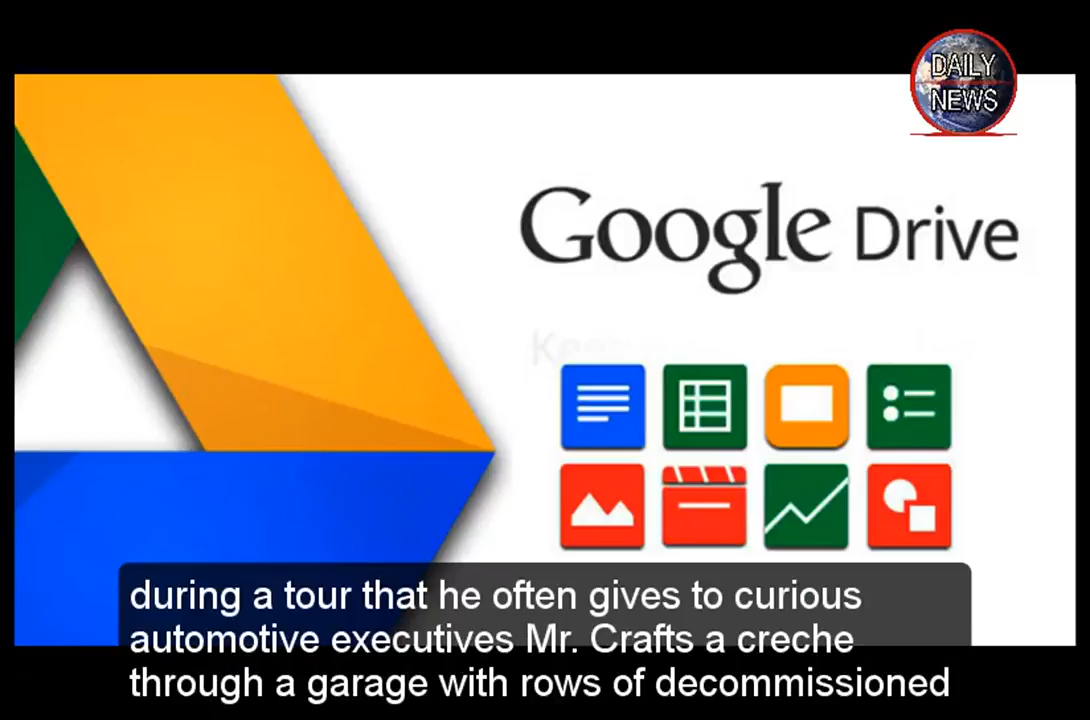 DAILY
NEWS
Google Drive
during a tour that he often gives to curious
automotive executives Mr. Crafts a creche
through a garage with rows of decommissioned